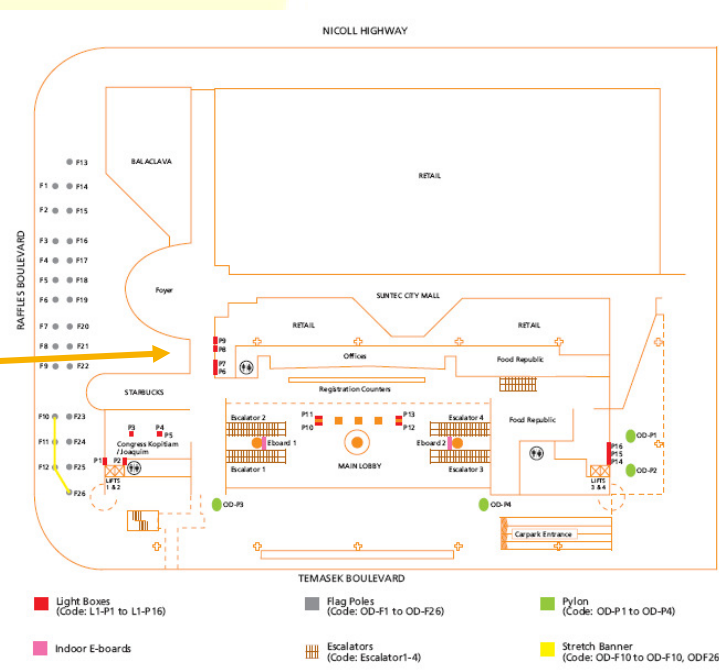 NICOLL HIGHWAY
F13
BALACLAVA
RETAIL
F1 F14
F2 F15
RAFFLES BOULEVARD
F3 F16
F4 F17
F5 F18
Foyer
F6 F19
SUNTEC CITY MALL
F7 F20
RETAIL
RETAIL
F8 F21
P9
P8
Offices
Food Republic
F9 F22
P7
P6
Registration Counters
STARBUCKS
F10 F23
Escalator 2
P11
P13
Escalator 4
P10
P12
Food Republic
P3 P4
P5
F11 F24
Congress Kopitiam
/Joaquim
Eboard 1
Eboard 2
OD-P1
P16
P15
P14
P1 P2
F12 F25
Escalator 1
MAIN LOBBY
Escalator 3
OD-P2
LIFTS
1 & 2
LIFTS
3 & 4
F26
OD-P3
OD-P4
Carpark Entrance
TEMASEK BOULEVARD
Light Boxes
(Code: L1-P1 to L1-P16)
Flag Poles
(Code: OD-F1 to OD-F26)
Pylon
(Code: OD-P1 to OD-P4)
Indoor E-boards
Escalators
(Code: Escalator1-4)
Stretch Banner
(Code: OD-F10 to OD-F10, ODF26